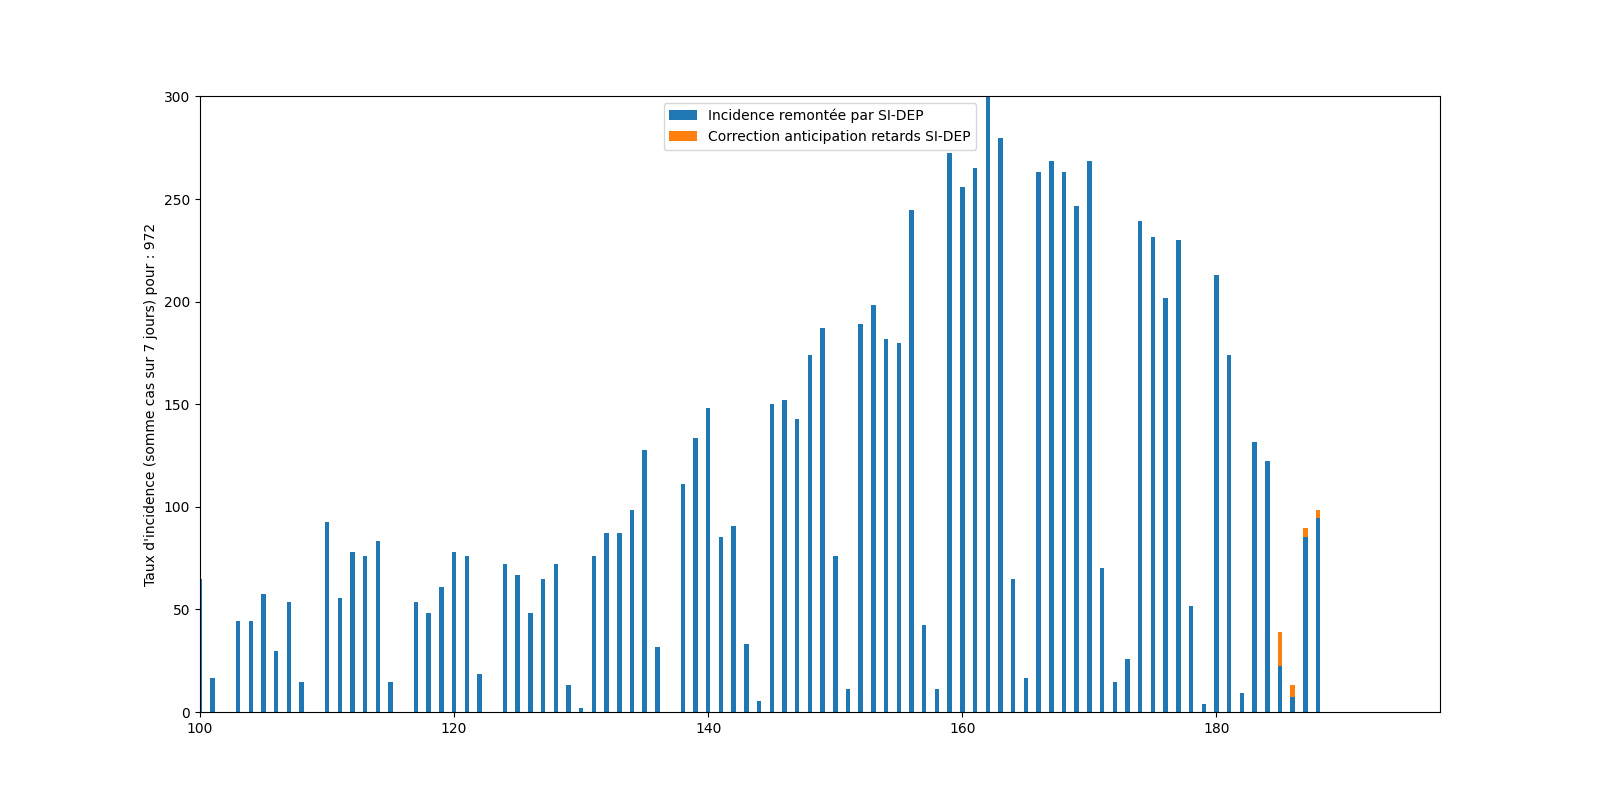 Incidence remontée par SI-DEP
Correction anticipation retards SI-DEP
Taux d'incidence (somme cas sur 7 jours) pour : 972
300
250
200
150
100
50
0
100 120 140 160 180